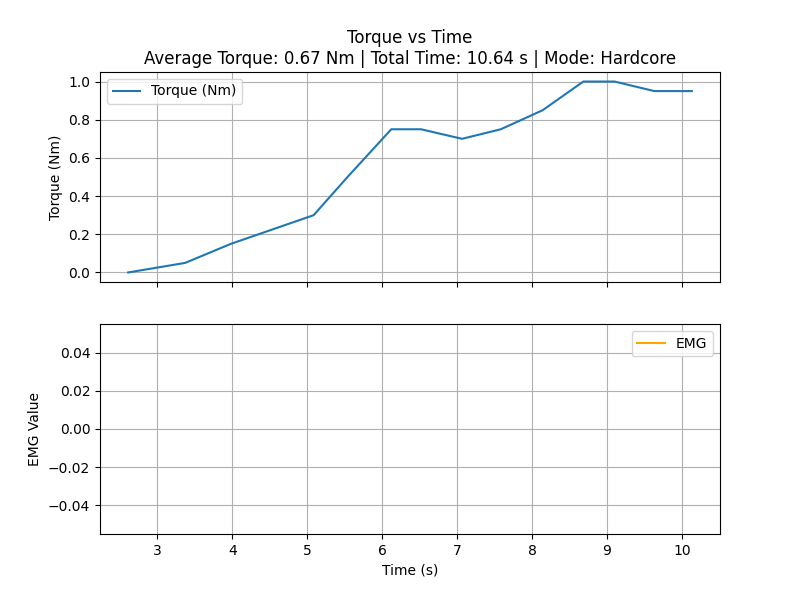 Torque vs Time
Average Torque: 0.67 Nm | Total Time: 10.64 s | Mode: Hardcore
Torque (Nm)
Torque (Nm)
1.0
0.8
0.6
0.4
0.2
0.0
EMG
EMG Value
0.04
0.02
0.00
−0.02
−0.04
3 4 5 6 7 8 9 10
Time (s)